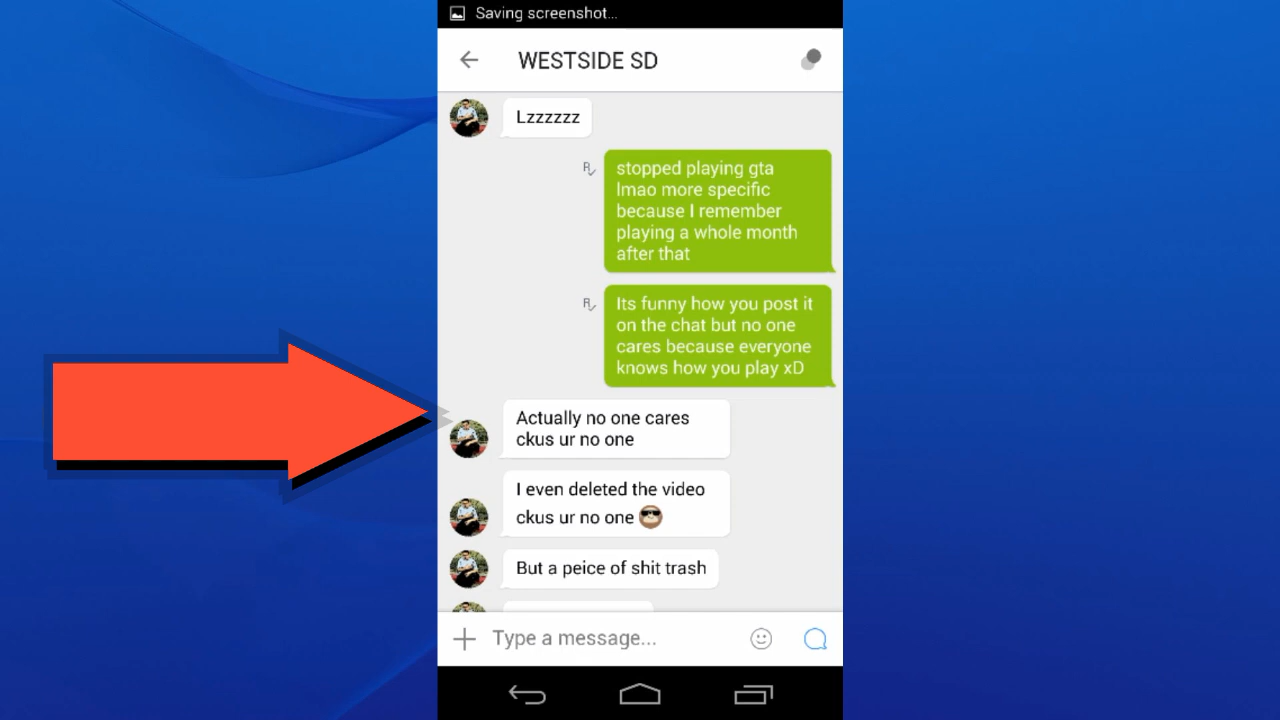 Saving screenshot...
WESTSIDE SD
Lzzzzzz
stopped playing gta
lmao more specific
because I remember
playing a whole month
after that
R
Its funny how you post it
on the chat but no one
cares because everyone
knows how you play xD
R
Actually no one cares
ckus ur no one
I even deleted the video
ckus ur no one
But a peice of shit trash
Type a message...